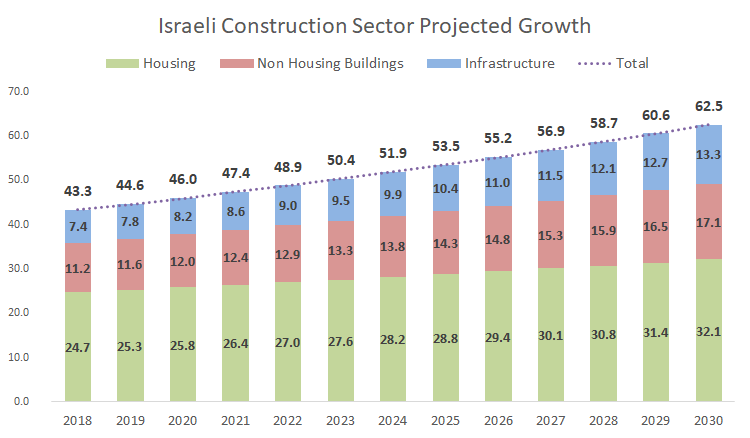 Israeli Construction Sector Projected Growth
Housing Non Housing Buildings Infrastructure Total
70.0
60.0
50.0
40.0
30.0
20.0
10.0
0.0
43.3 44.6 46.0 47.4 48.9 50.4 51.9 53.5 55.2 56.9 58.7 60.6 62.5
7.4 7.8 8.2 8.6 9.0 9.5 9.9 10.4 11.0 11.5 12.1 12.7 13.3
11.2 11.6 12.0 12.4 12.9 13.3 13.8 14.3 14.8 15.3 15.9 16.5 17.1
24.7 25.3 25.8 26.4 27.0 27.6 28.2 28.8 29.4 30.1 30.8 31.4 32.1
2018 2019 2020 2021 2022 2023 2024 2025 2026 2027 2028 2029 2030